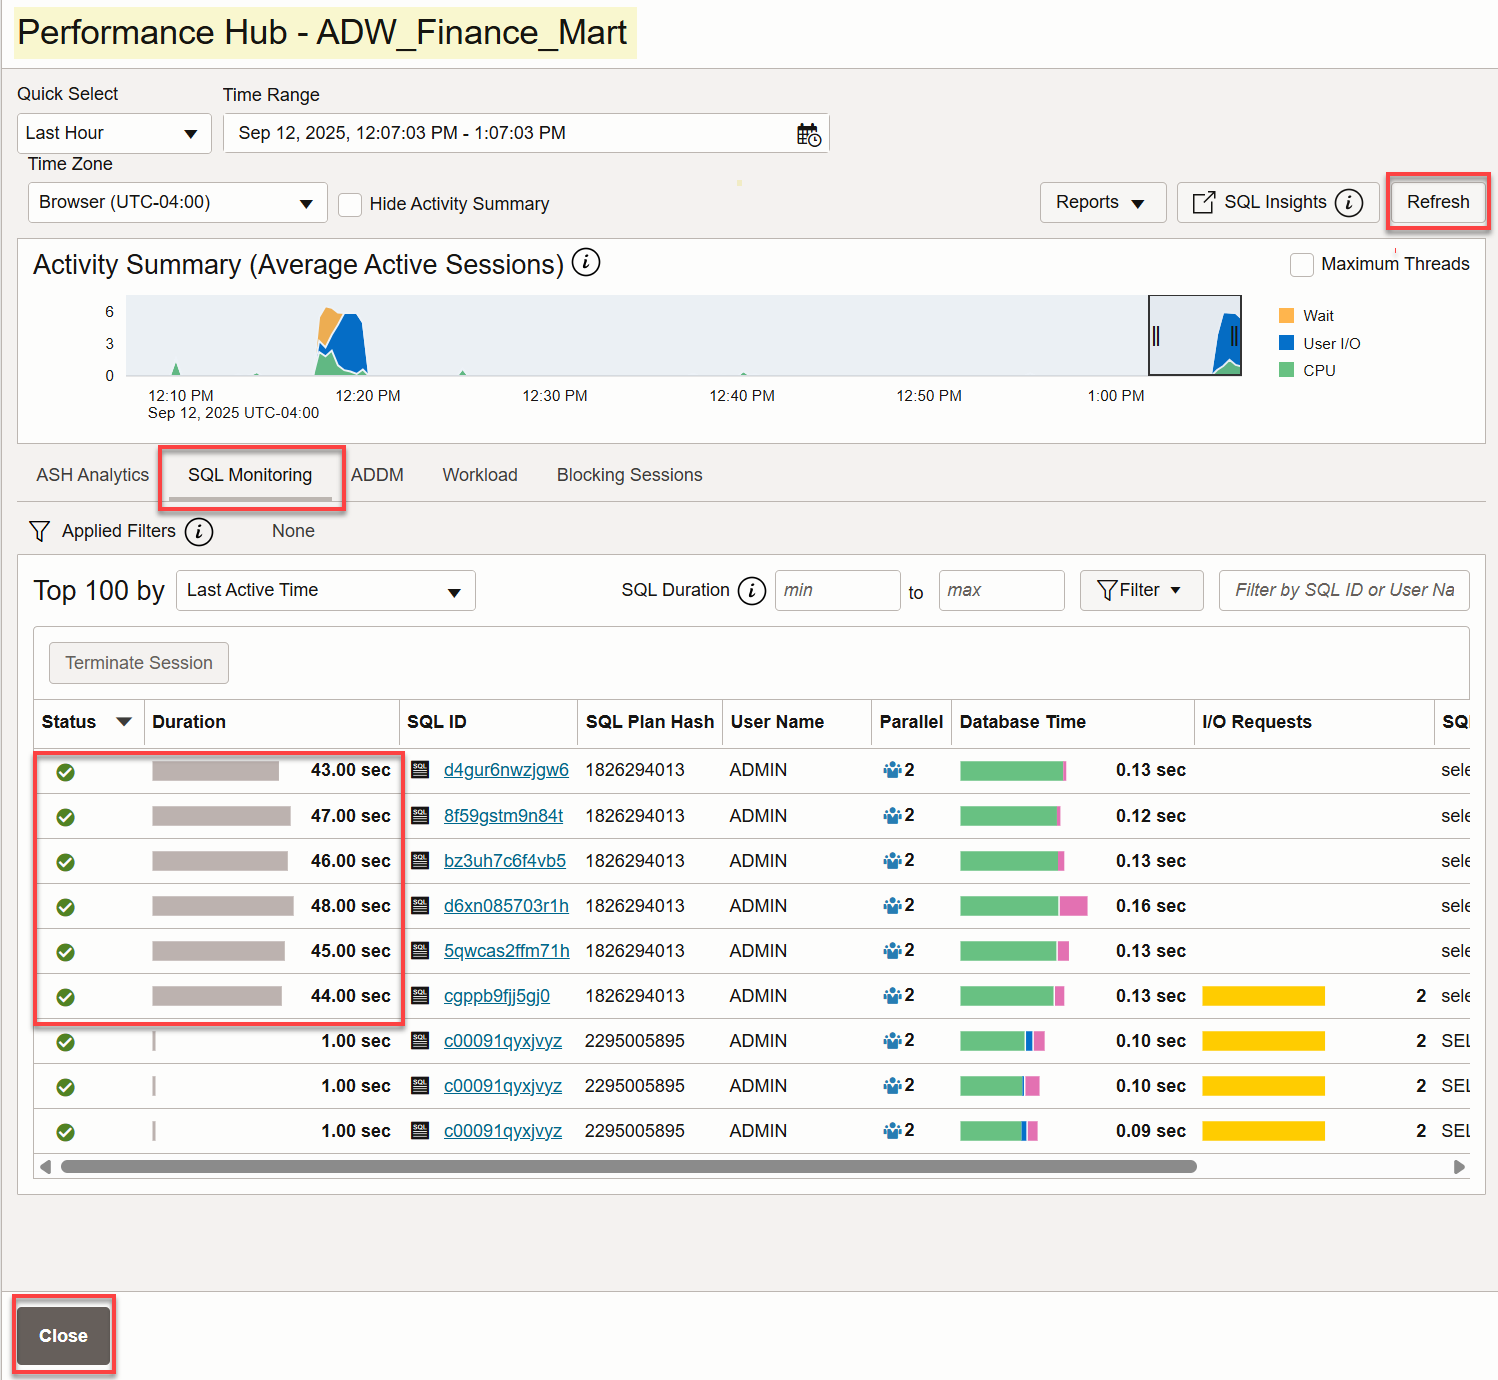 Performance Hub - ADW_Finance_Mart
Quick Select
Time Range
Last Hour
Sep 12, 2025, 12:07:03 PM - 1:07:03 PM
Time Zone
Browser (UTC-04:00)
Hide Activity Summary
Reports
SQL Insights
Refresh
Activity Summary (Average Active Sessions)
Maximum Threads
6
3
0
12:10 PM
Sep 12, 2025 UTC-04:00
12:20 PM
12:30 PM
12:40 PM
12:50 PM
1:00 PM
Wait
User I/O
CPU
ASH Analytics
SQL Monitoring
ADDM
Workload
Blocking Sessions
Applied Filters
None
Top 100 by
Last Active Time
SQL Duration
min
to
max
Filter
Filter by SQL ID or User Na
Terminate Session
Status Duration SQL ID SQL Plan Hash User Name Parallel Database Time I/O Requests SQ
43.00 sec SQL d4gur6nwzjgw6 1826294013 ADMIN 2 0.13 sec sele
47.00 sec SQL 8f59gstm9n84t 1826294013 ADMIN 2 0.12 sec sele
46.00 sec SQL bz3uh7c6f4vb5 1826294013 ADMIN 2 0.13 sec sele
48.00 sec SQL d6xn085703r1h 1826294013 ADMIN 2 0.16 sec sele
45.00 sec SQL 5qwcas2ffm71h 1826294013 ADMIN 2 0.13 sec sele
44.00 sec SQL cgppb9fjj5gj0 1826294013 ADMIN 2 0.13 sec 2 sele
1.00 sec SQL c00091qyxjvyz 2295005895 ADMIN 2 0.10 sec 2 SEL
1.00 sec SQL c00091qyxjvyz 2295005895 ADMIN 2 0.10 sec 2 SEL
1.00 sec SQL c00091qyxjvyz 2295005895 ADMIN 2 0.09 sec 2 SEL
Close